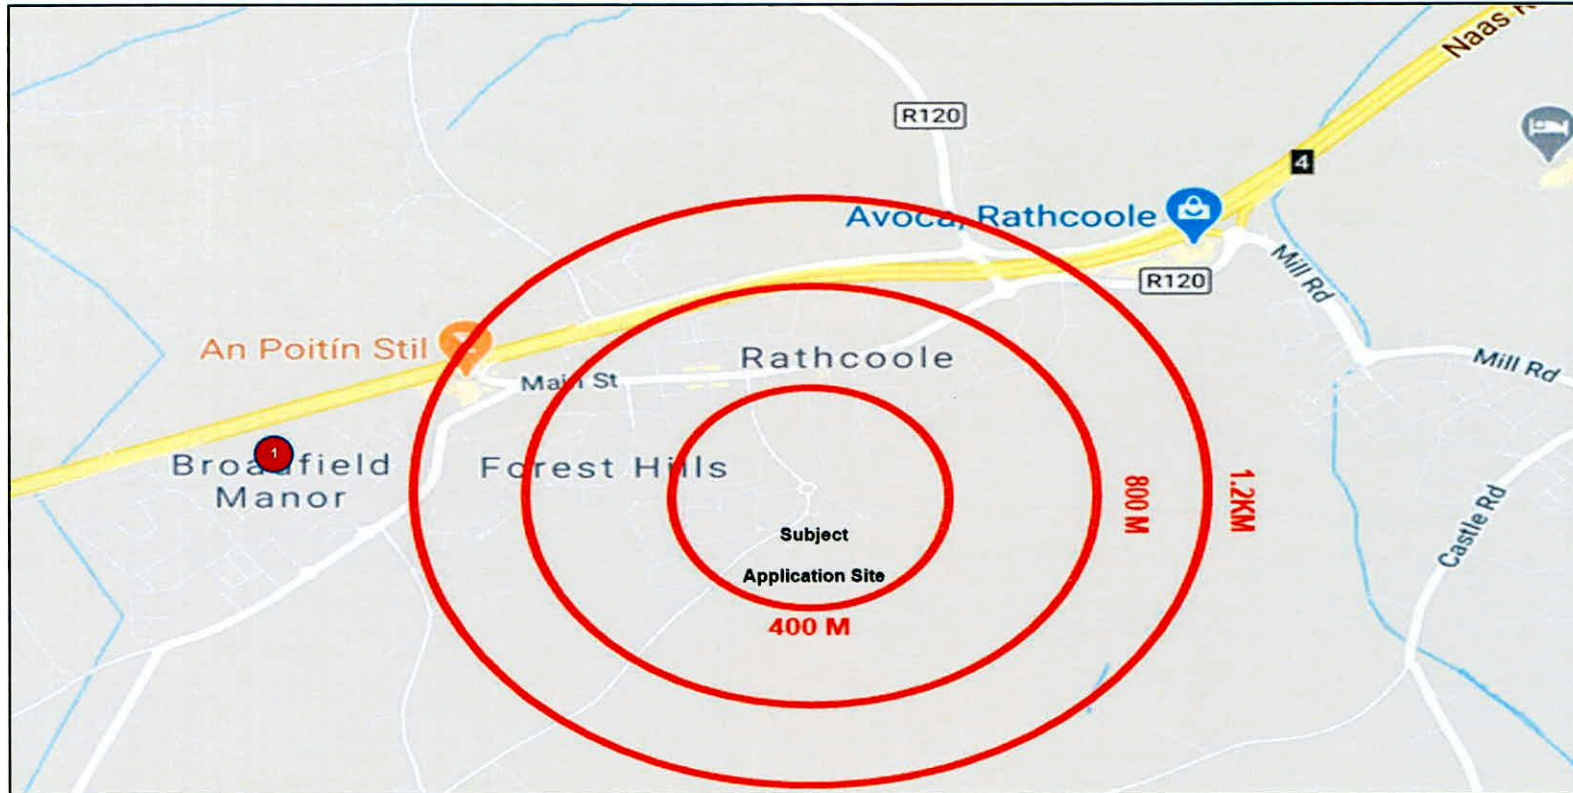 Naas R
R120
4
Avoca, Rathcoole
Mill Rd
R120
An Poitín Stil
Rathcoole
Main St
Mill Rd
1
Broadfield
Manor
Forest Hills
800 M
1.2KM
Castle Rd
Subject
Application Site
400 M